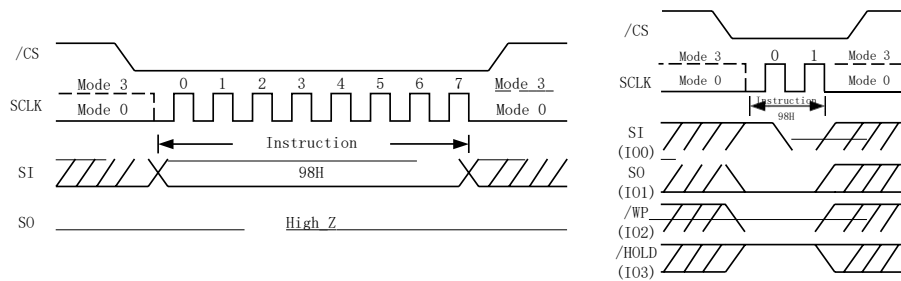 /CS
Mode 3 0 1 2 3 4 5 6 7 Mode 3
SCLK
Mode 0 Mode 0
Instruction
SI 98H
SO High_Z
/CS
Mode 3 0 1 Mode 3
SCLK Mode 0 Mode 0
Instruction
98H
SI
(IO0)
SO
(IO1)
/WP
(IO2)
/HOLD
(IO3)